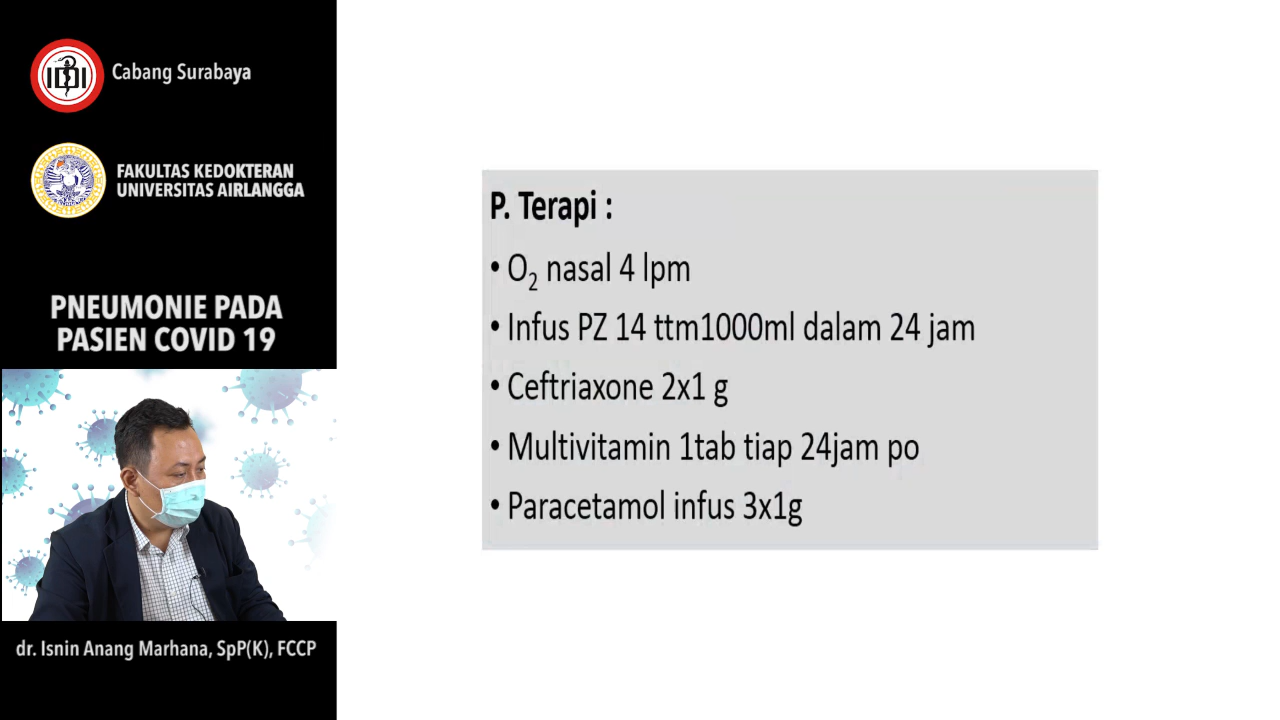 IDI
Cabang Surabaya
FAKULTAS KEDOKTERAN
UNIVERSITAS AIRLANGGA
PNEUMONIE PADA
PASIEN COVID 19
dr. Isnin Anang Marhana, SpP(K), FCCP
P. Terapi :
• O₂ nasal 4 lpm
• Infus PZ 14 ttm1000ml dalam 24 jam
• Ceftriaxone 2x1 g
• Multivitamin 1tab tiap 24jam po
• Paracetamol infus 3x1g